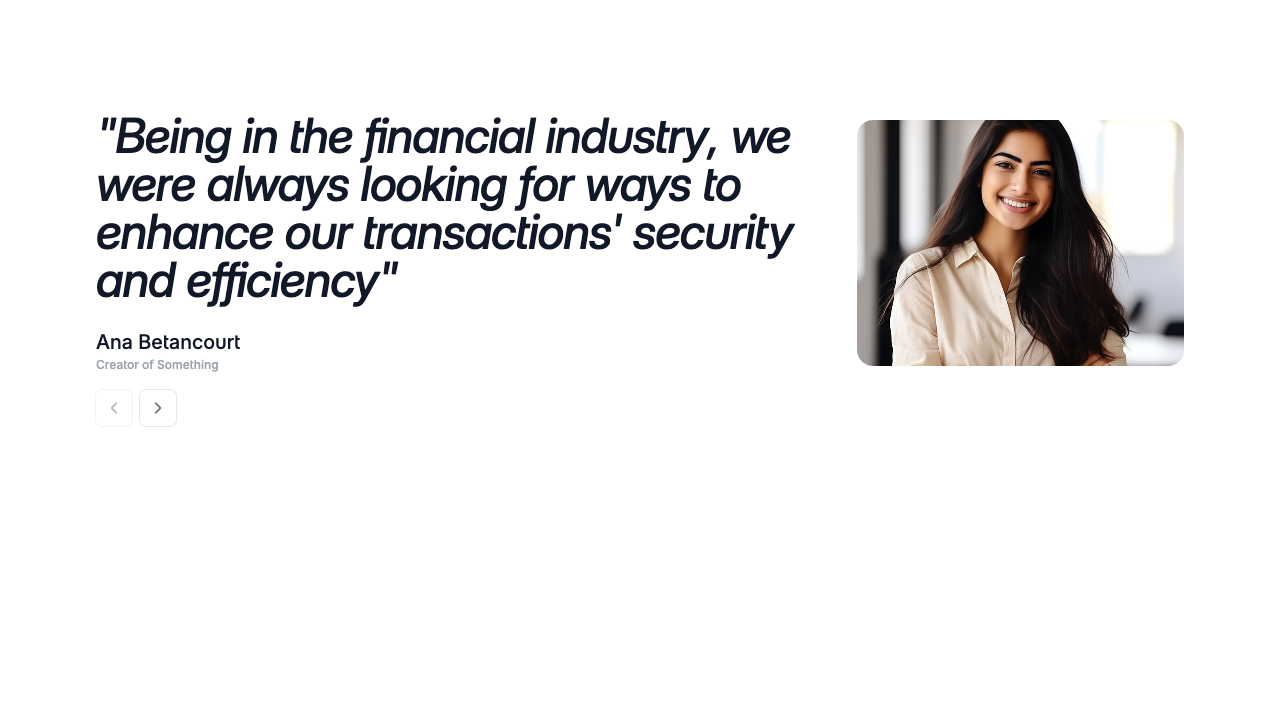 "Being in the financial industry, we
were always looking for ways to
enhance our transactions' security
and efficiency"
Ana Betancourt
Creator of Something